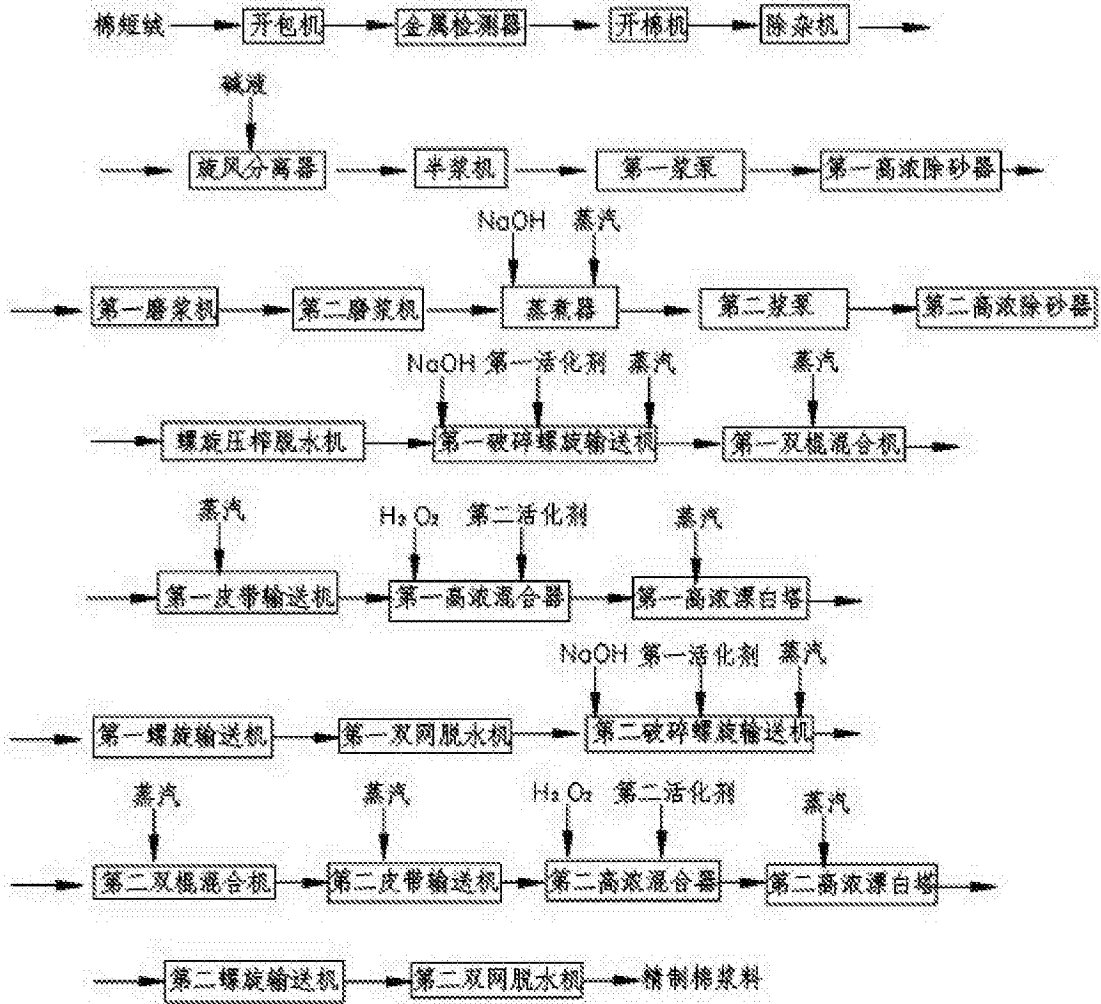 棉短绒 开包机 金属检测器 开棉机 除杂机
碱液
旋风分离器 半浆机 第一浆泵 第一高浓除砂器
NaOH 蒸汽
第一磨浆机 第二磨浆机 蒸煮器 第二浆泵 第二高浓除砂器
NaOH 第一活化剂 蒸汽 蒸汽
螺旋压榨脱水机 第一破碎螺旋输送机 第一双棍混合机
蒸汽 H₂O₂ 第二活化剂 蒸汽
第一皮带输送机 第一高浓混合器 第一高浓漂白塔
NaOH 第一活化剂 蒸汽
第一螺旋输送机 第一双网脱水机 第二破碎螺旋输送机
蒸汽 蒸汽 H₂O₂ 第二活化剂 蒸汽
第二双棍混合机 第二皮带输送机 第二高浓混合器 第二高浓漂白塔
第二螺旋输送机 第二双网脱水机 精制棉浆料